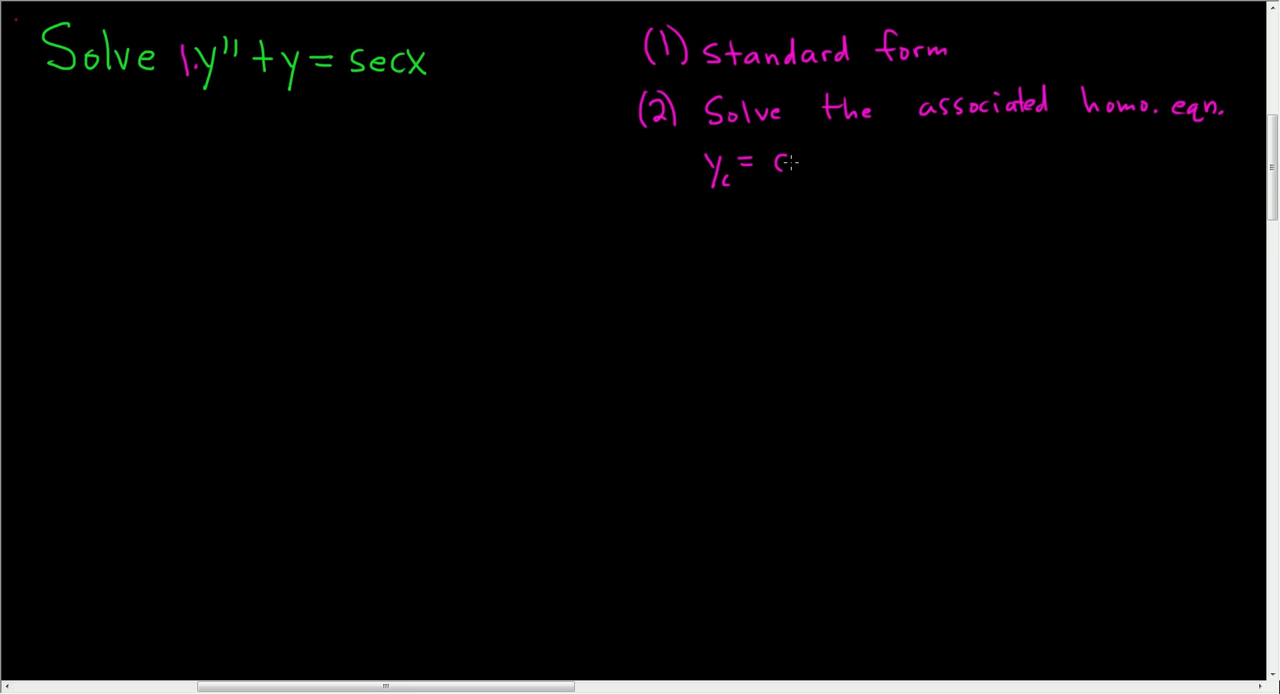 Solve 1.y'' + y = secx
(1) Standard form
(2) Solve the associated homo. eqn.
y_c = c